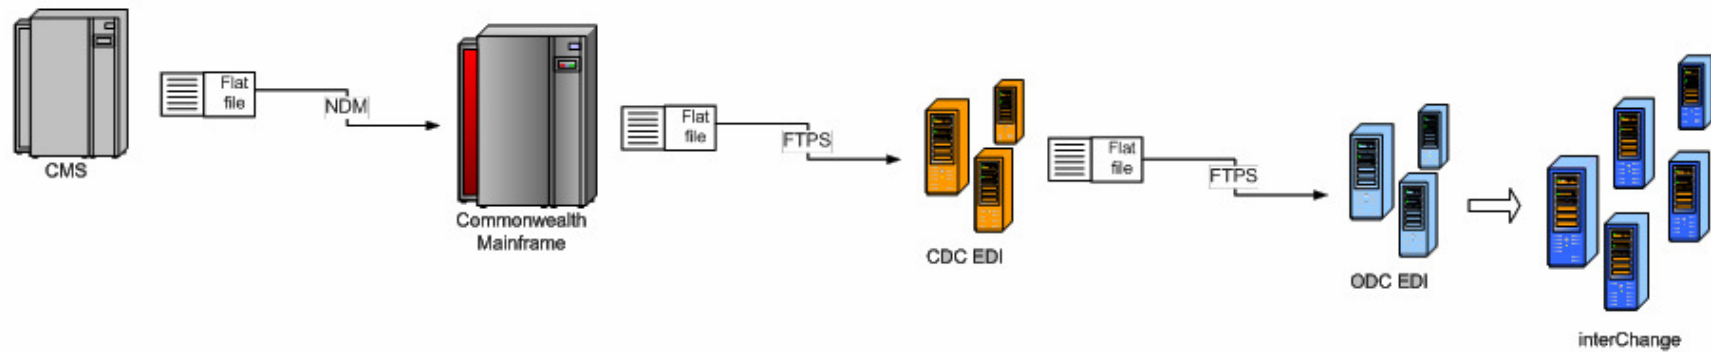 CMS
Flat
file
NDM
Commonwealth
Mainframe
Flat
file
FTPS
CDC EDI
Flat
file
FTPS
ODC EDI
interChange